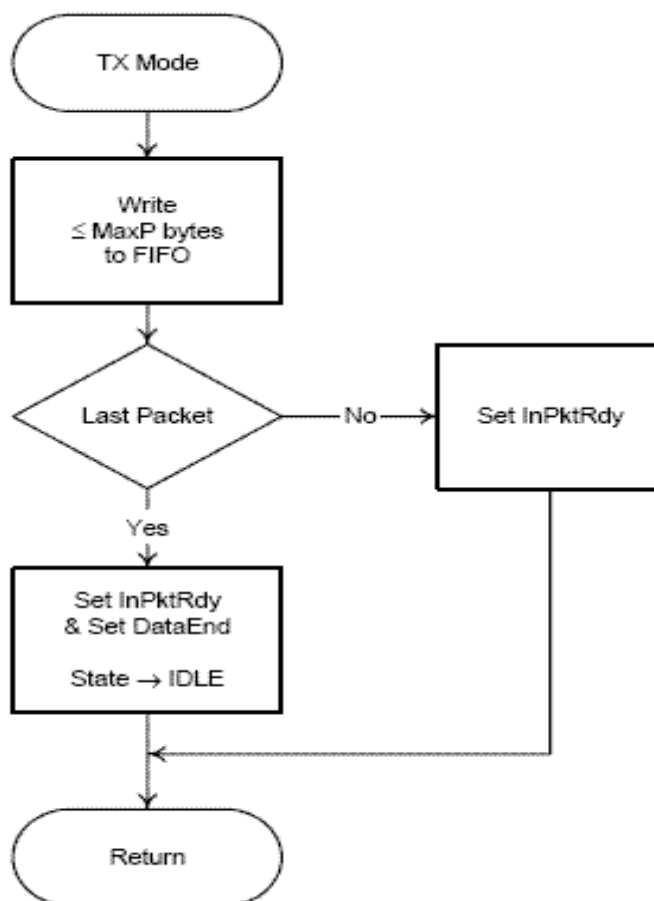 TX Mode
Write
≤ MaxP bytes
to FIFO
Last Packet
No
Set InPktRdy
Yes
Set InPktRdy
& Set DataEnd
State → IDLE
Return